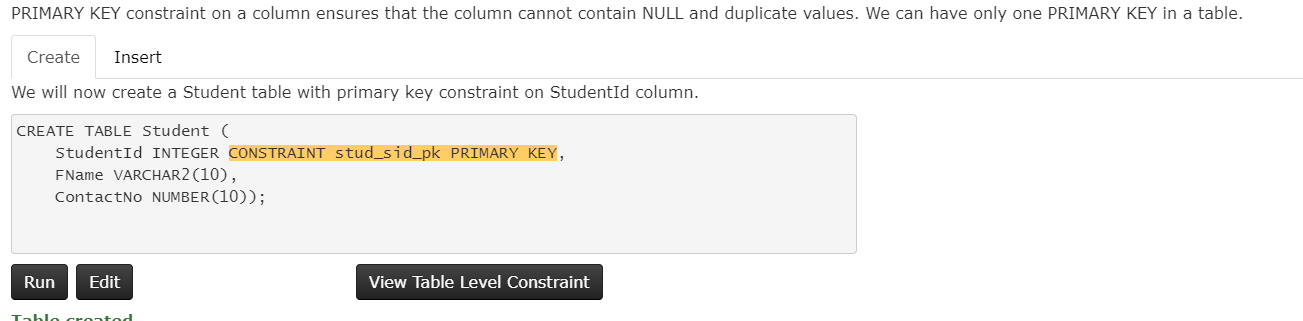 PRIMARY KEY constraint on a column ensures that the column cannot contain NULL and duplicate values. We can have only one PRIMARY KEY in a table.
Create Insert
We will now create a Student table with primary key constraint on StudentId column.
CREATE TABLE Student (
    StudentId INTEGER CONSTRAINT stud_sid_pk PRIMARY KEY,
    FName VARCHAR2(10),
    ContactNo NUMBER(10));
Run Edit View Table Level Constraint
Table created